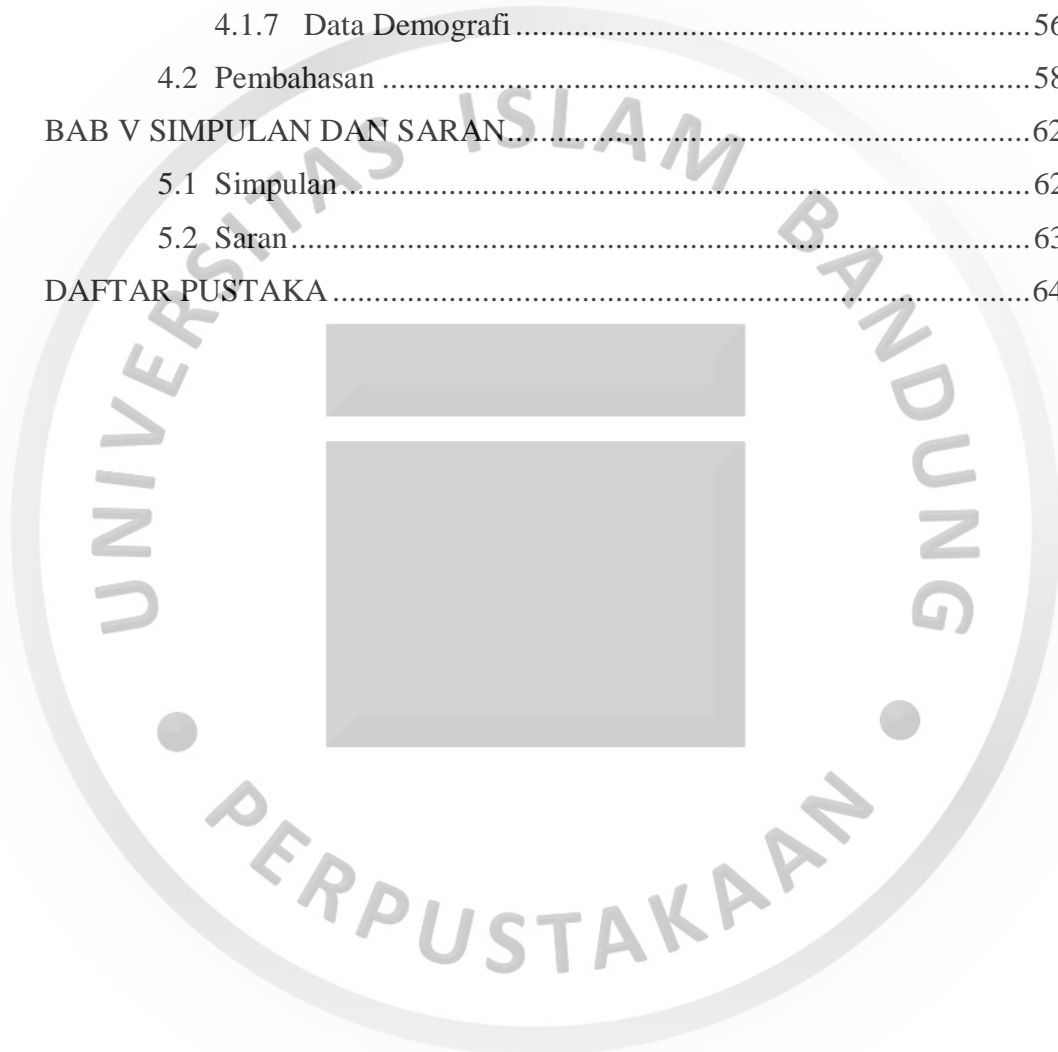 4.1.7 Data Demografi.............................................................56
4.2 Pembahasan .............................................................................58
BAB V SIMPULAN DAN SARAN...............................................................62
5.1 Simpulan..................................................................................62
5.2 Saran........................................................................................63
DAFTAR PUSTAKA....................................................................................64
UNIVERSITAS ISLAM BANDUNG
PERPUSTAKAAN